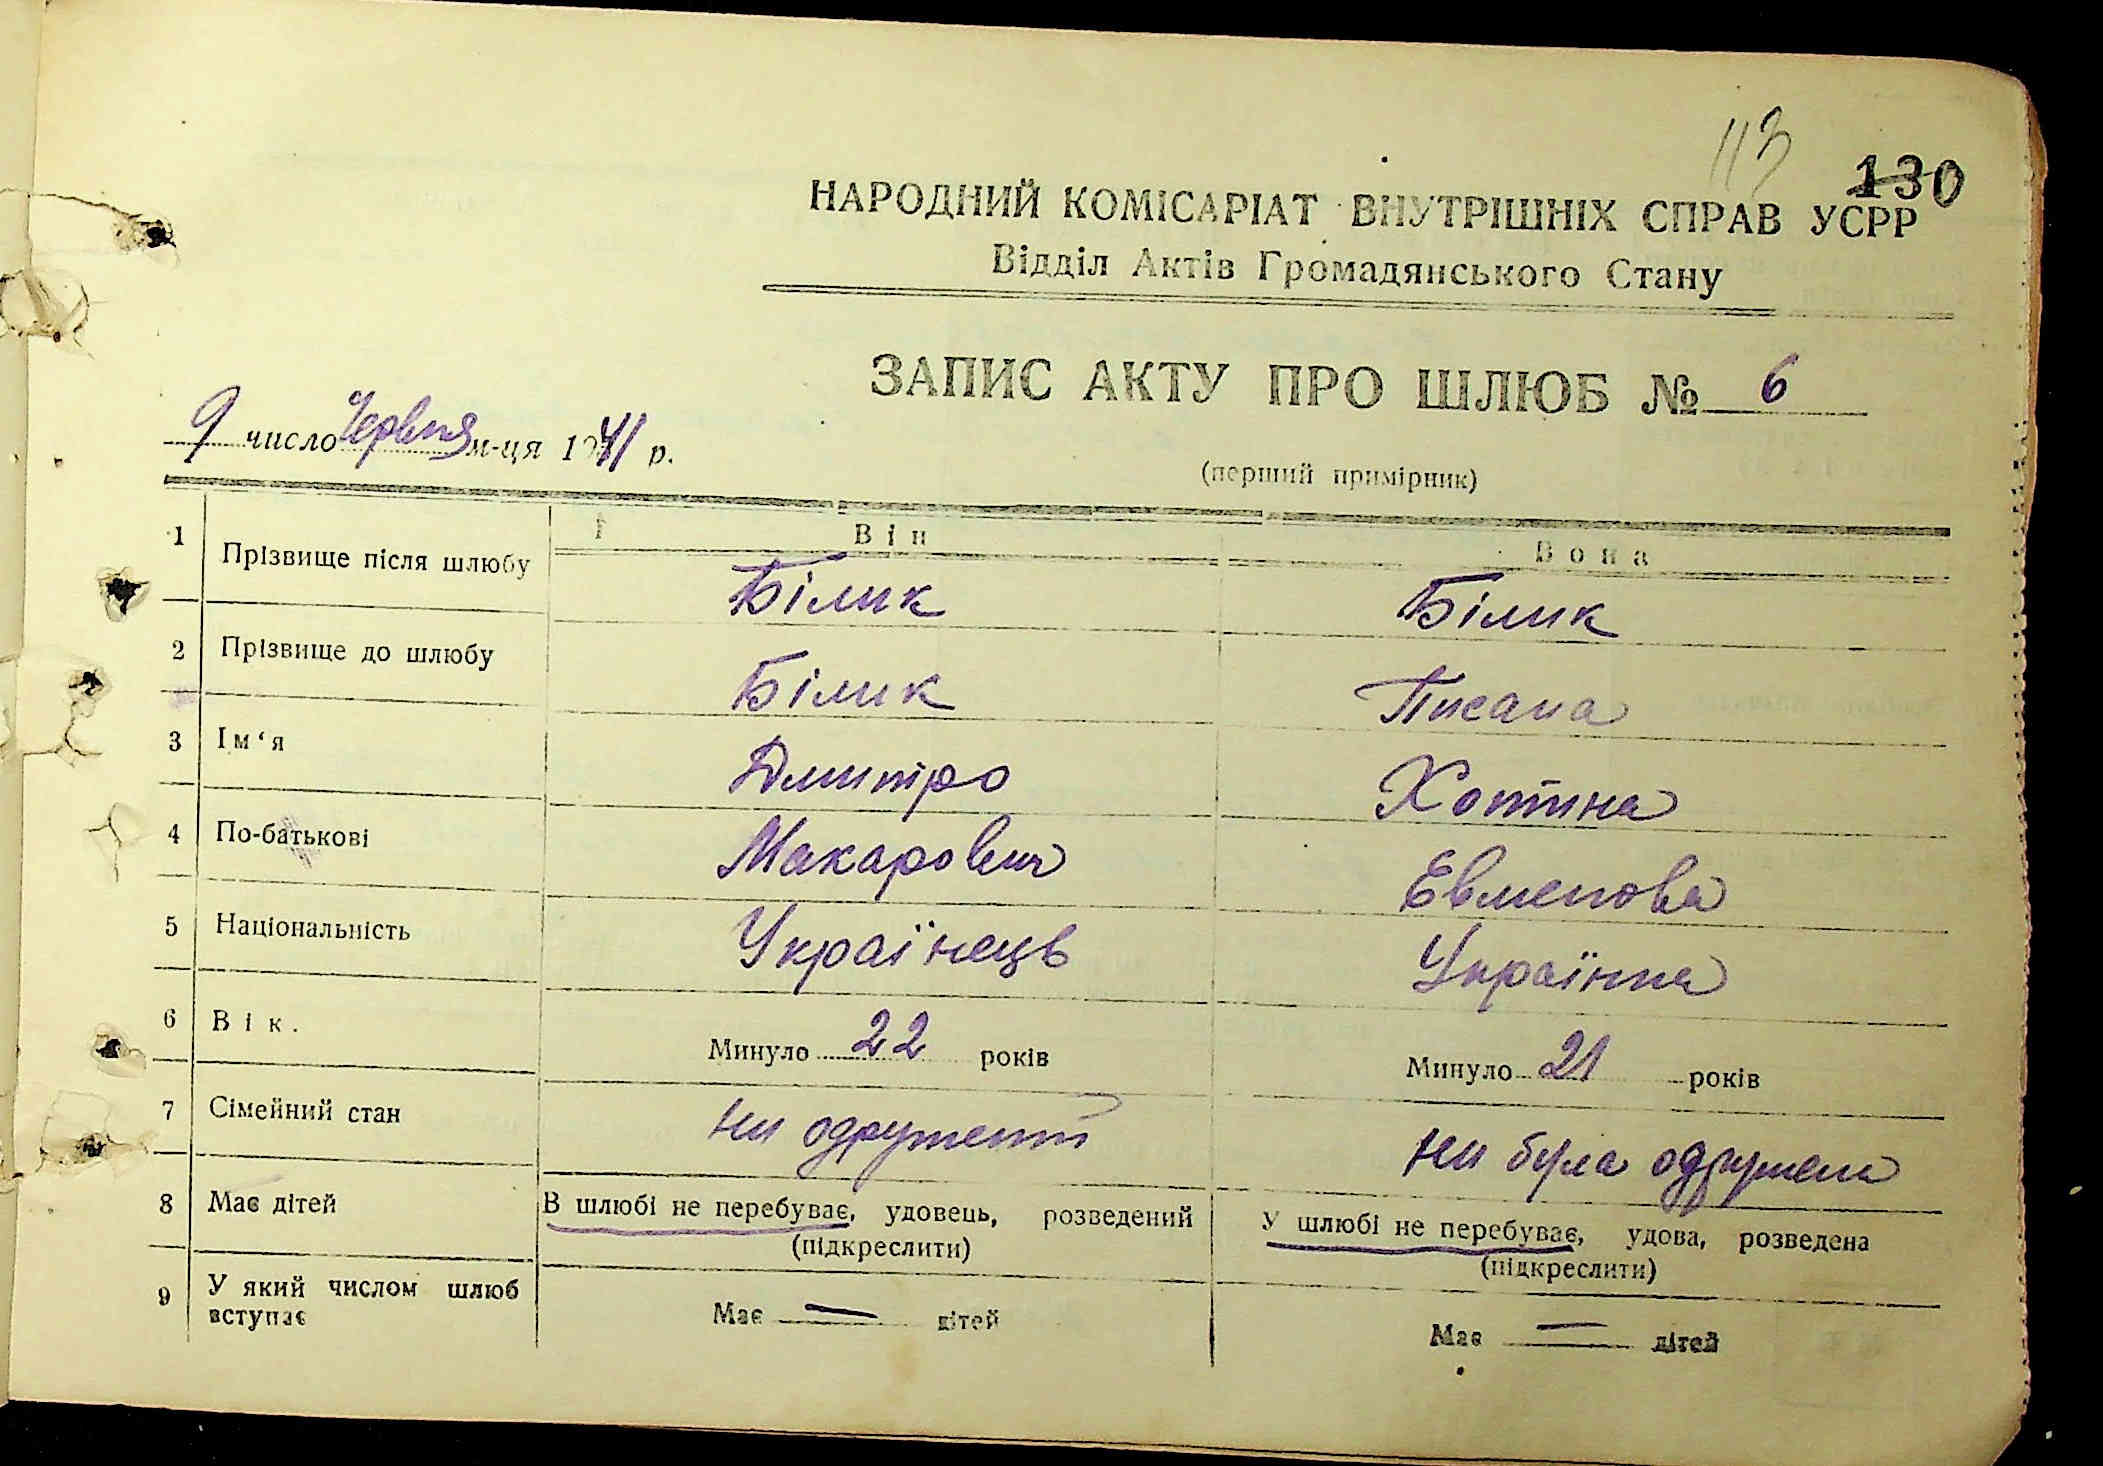 113
130
НАРОДНИЙ КОМІСАРІАТ ВНУТРІШНІХ СПРАВ УСРР
Відділ Актів Громадянського Стану
ЗАПИС АКТУ ПРО ШЛЮБ № 6
9 число Червня м-ця 1941 р.
(перший примірник)
Він Вона
1 Прізвище після шлюбу Білик Білик
2 Прізвище до шлюбу Білик Писана
3 Ім‘я Дмитро Хотина
4 По-батькові Макарович Евменова
5 Національність Українець Українка
6 Вік. Минуло 22 років Минуло 21 років
7 Сімейний стан ни одружений ни була одружена
8 Має дітей В шлюбі не перебуває, удовець, розведений У шлюбі не перебуває, удова, розведена
(підкреслити) (підкреслити)
9 У який числом шлюб вступає Має — дітей Має — дітей